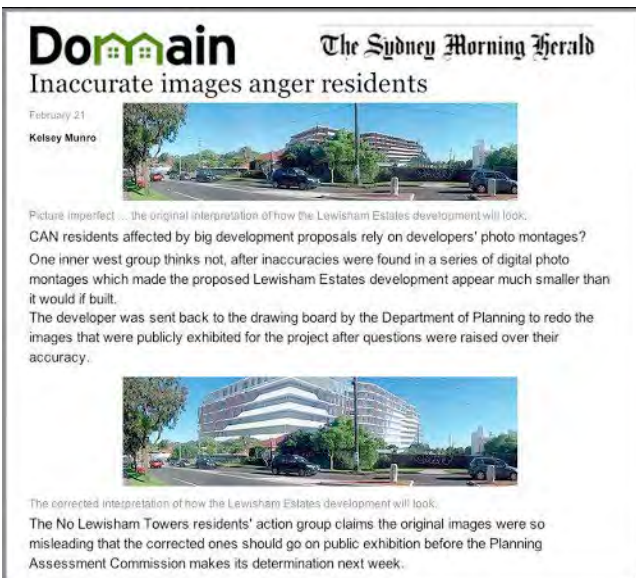 Domain
The Sydney Morning Herald
Inaccurate images anger residents
February 21
Kelsey Munro
Picture imperfect ... the original interpretation of how the Lewisham Estates development will look.
CAN residents affected by big development proposals rely on developers' photo montages?
One inner west group thinks not, after inaccuracies were found in a series of digital photo
montages which made the proposed Lewisham Estates development appear much smaller than
it would if built.
The developer was sent back to the drawing board by the Department of Planning to redo the
images that were publicly exhibited for the project after questions were raised over their
accuracy.
The corrected interpretation of how the Lewisham Estates development will look.
The No Lewisham Towers residents' action group claims the original images were so
misleading that the corrected ones should go on public exhibition before the Planning
Assessment Commission makes its determination next week.